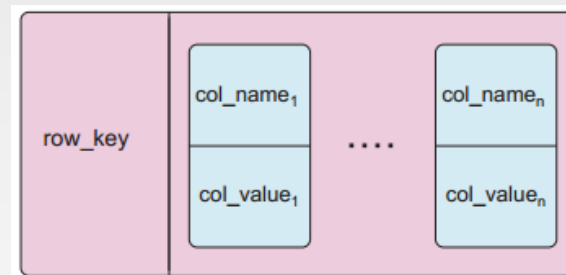 col_name₁
col_nameₙ
row_key
....
col_value₁
col_valueₙ